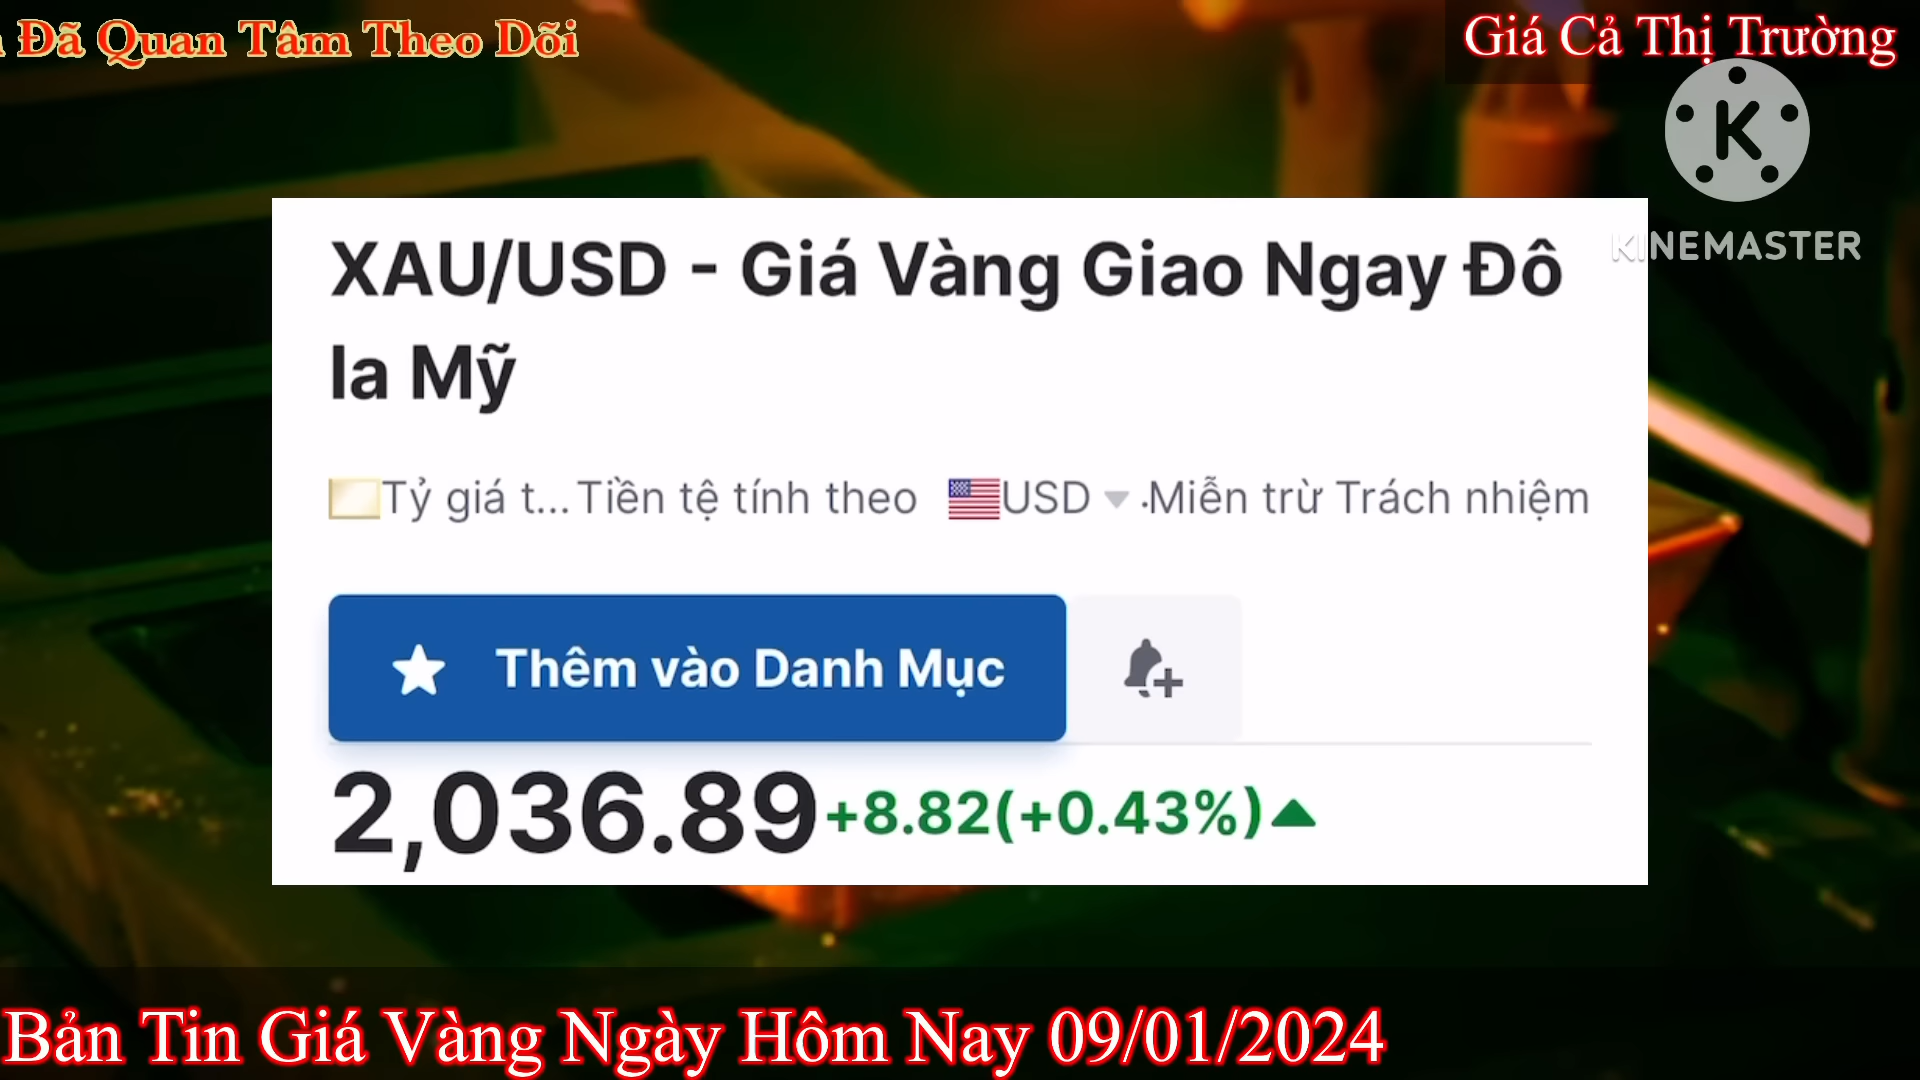 Đã Quan Tâm Theo Dõi
Giá Cả Thị Trường
K
KINEMASTER
XAU/USD - Giá Vàng Giao Ngay Đô
la Mỹ
Tỷ giá t... Tiền tệ tính theo USD ·Miễn trừ Trách nhiệm
Thêm vào Danh Mục
2,036.89 +8.82(+0.43%)
Bản Tin Giá Vàng Ngày Hôm Nay 09/01/2024